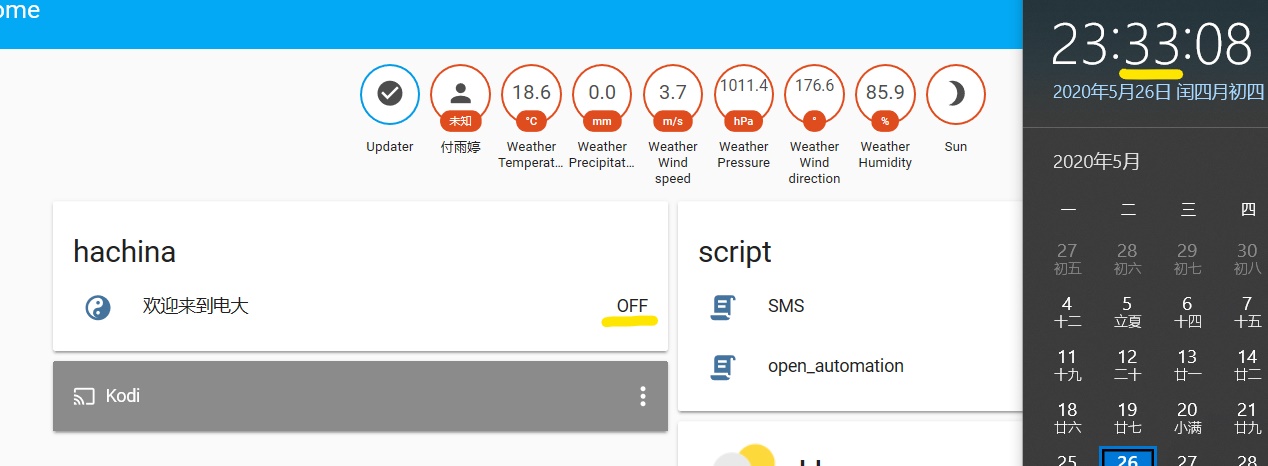 ome
18.6
0.0
3.7
1011.4
176.6
85.9
未知
°C
mm
m/s
hPa
°
%
Updater
付雨婷
Weather Temperat...
Weather Precipitat...
Weather Wind speed
Weather Pressure
Weather Wind direction
Weather Humidity
Sun
hachina
欢迎来到电大
OFF
Kodi
script
SMS
open_automation
23:33:08
2020年5月26日 闰四月初四
2020年5月
一 二 三 四
27 28 29 30
初五 初六 初七 初八
4 5 6 7
十二 立夏 十四 十五
11 12 13 14
十九 二十 廿一 廿二
18 19 20 21
廿六 廿七 小满 廿九
25 26 27 28